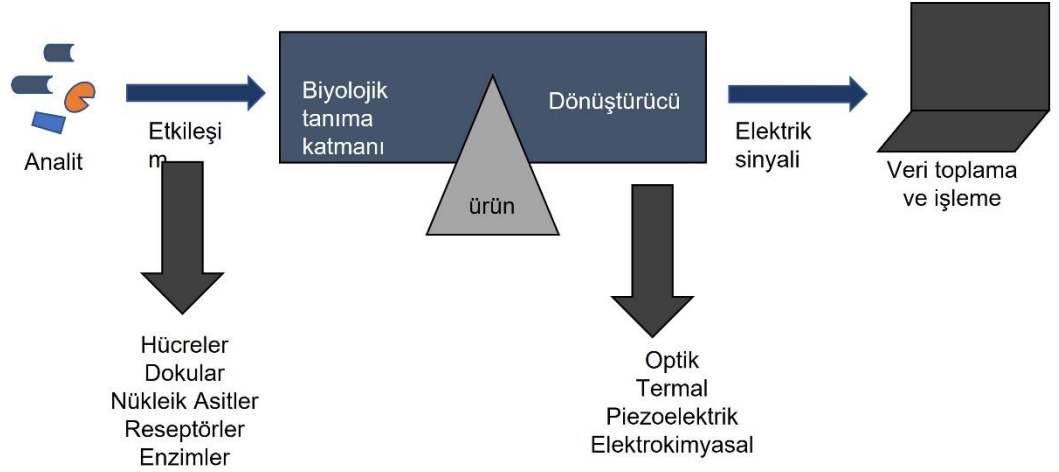 Analit
Etkileşi
m
Biyolojik
tanıma
katmanı
ürün
Dönüştürücü
Elektrik
sinyali
Veri toplama
ve işleme
Hücreler
Dokular
Nükleik Asitler
Reseptörler
Enzimler
Optik
Termal
Piezoelektrik
Elektrokimyasal